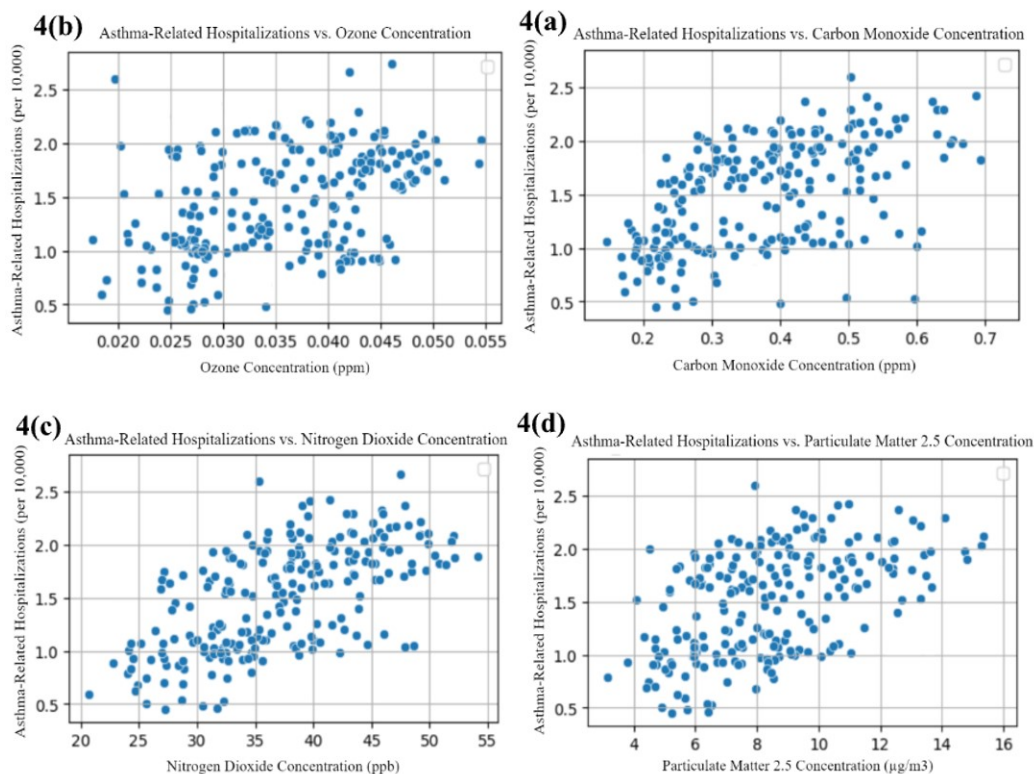 4(b)
Asthma-Related Hospitalizations vs. Ozone Concentration
Asthma-Related Hospitalizations (per 10,000)
2.5
2.0
1.5
1.0
0.5
0.020 0.025 0.030 0.035 0.040 0.045 0.050 0.055
Ozone Concentration (ppm)
4(a)
Asthma-Related Hospitalizations vs. Carbon Monoxide Concentration
Asthma-Related Hospitalizations (per 10,000)
2.5
2.0
1.5
1.0
0.5
0.2 0.3 0.4 0.5 0.6 0.7
Carbon Monoxide Concentration (ppm)
4(c)
Asthma-Related Hospitalizations vs. Nitrogen Dioxide Concentration
Asthma-Related Hospitalizations (per 10,000)
2.5
2.0
1.5
1.0
0.5
20 25 30 35 40 45 50 55
Nitrogen Dioxide Concentration (ppb)
4(d)
Asthma-Related Hospitalizations vs. Particulate Matter 2.5 Concentration
Asthma-Related Hospitalizations (per 10,000)
2.5
2.0
1.5
1.0
0.5
4 6 8 10 12 14 16
Particulate Matter 2.5 Concentration (µg/m3)